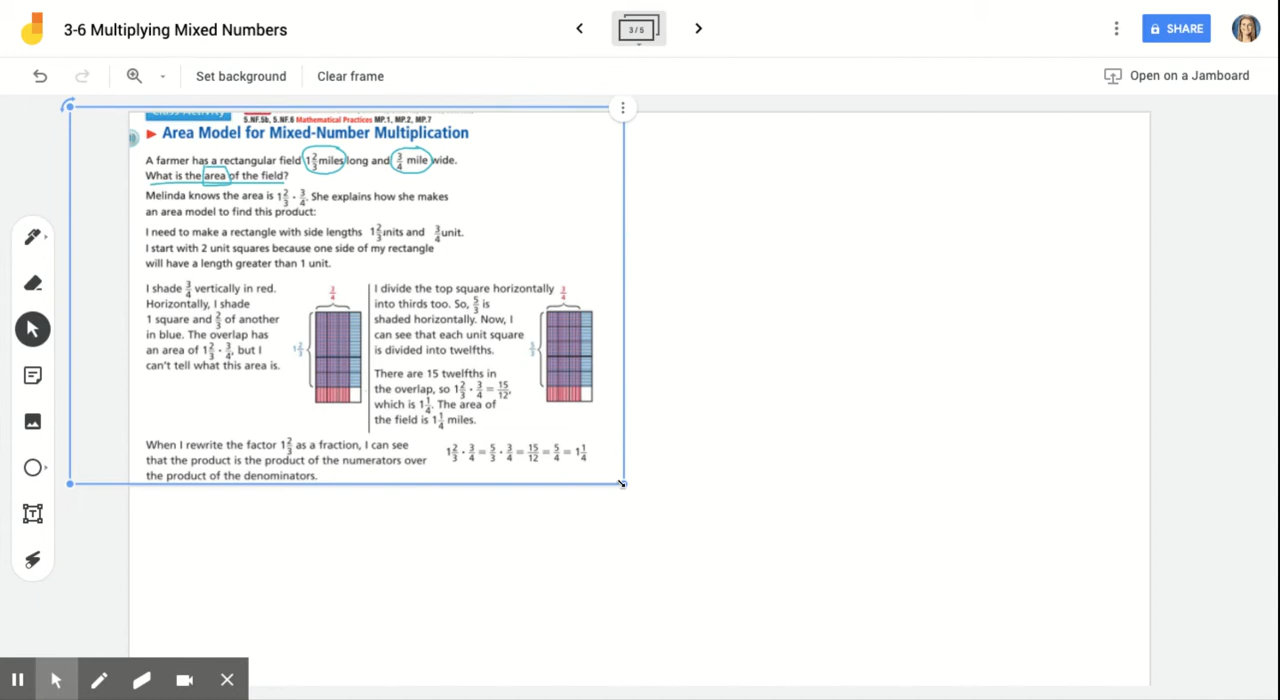 3-6 Multiplying Mixed Numbers
3/5
SHARE
Set background
Clear frame
Open on a Jamboard
Class Activity
5.NF.5b, 5.NF.6 Mathematical Practices MP.1, MP.2, MP.7
► Area Model for Mixed-Number Multiplication
A farmer has a rectangular field 1 2/3 miles long and 3/4 mile wide.
What is the area of the field?
Melinda knows the area is 1 2/3 · 3/4. She explains how she makes
an area model to find this product:
I need to make a rectangle with side lengths 1 2/3 units and 3/4 unit.
I start with 2 unit squares because one side of my rectangle
will have a length greater than 1 unit.
I shade 3/4 vertically in red.
Horizontally, I shade
1 square and 2/3 of another
in blue. The overlap has
an area of 1 2/3 · 3/4, but I
can't tell what this area is.
3/4
1 2/3
I divide the top square horizontally
into thirds too. So, 5/3 is
shaded horizontally. Now, I
can see that each unit square
is divided into twelfths.
There are 15 twelfths in
the overlap, so 1 2/3 · 3/4 = 15/12,
which is 1 1/4. The area of
the field is 1 1/4 miles.
3/4
5/3
When I rewrite the factor 1 2/3 as a fraction, I can see
that the product is the product of the numerators over
the product of the denominators.
1 2/3 · 3/4 = 5/3 · 3/4 = 15/12 = 5/4 = 1 1/4